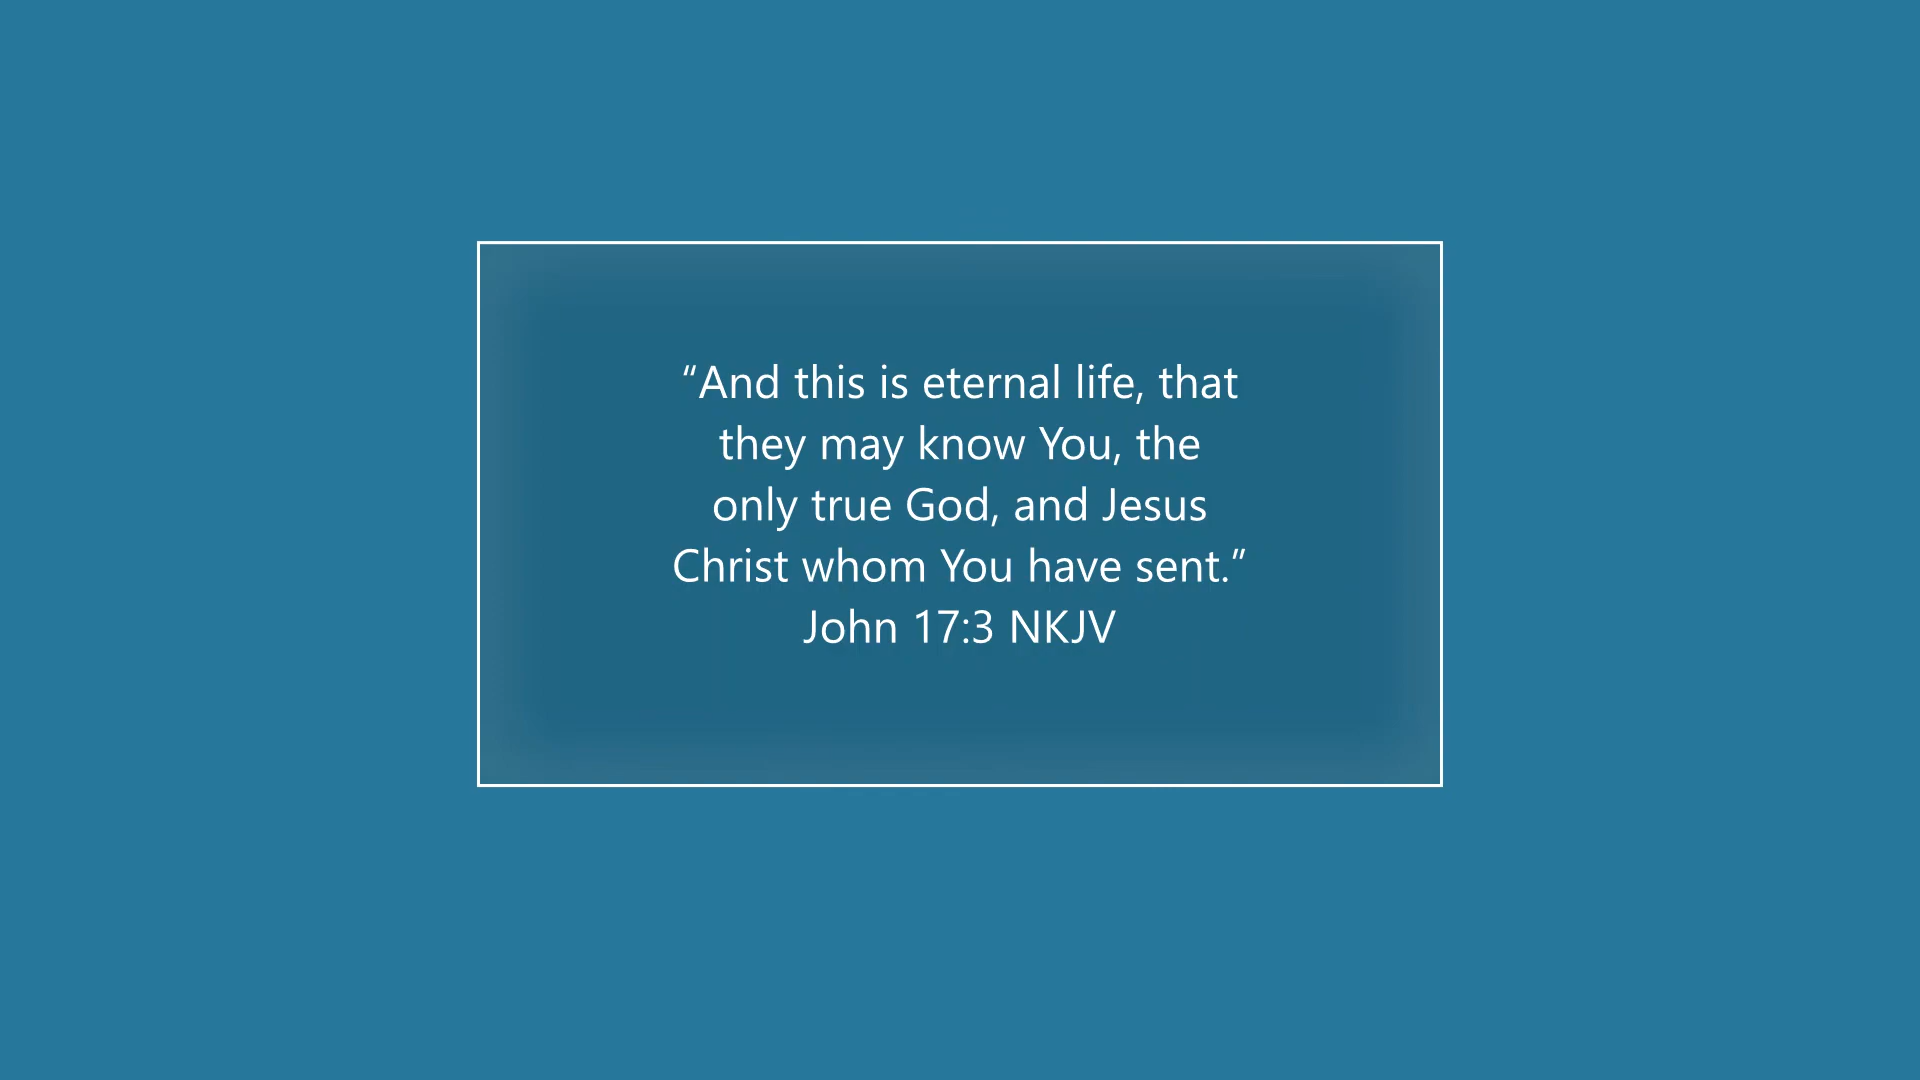 “And this is eternal life, that
they may know You, the
only true God, and Jesus
Christ whom You have sent.”
John 17:3 NKJV